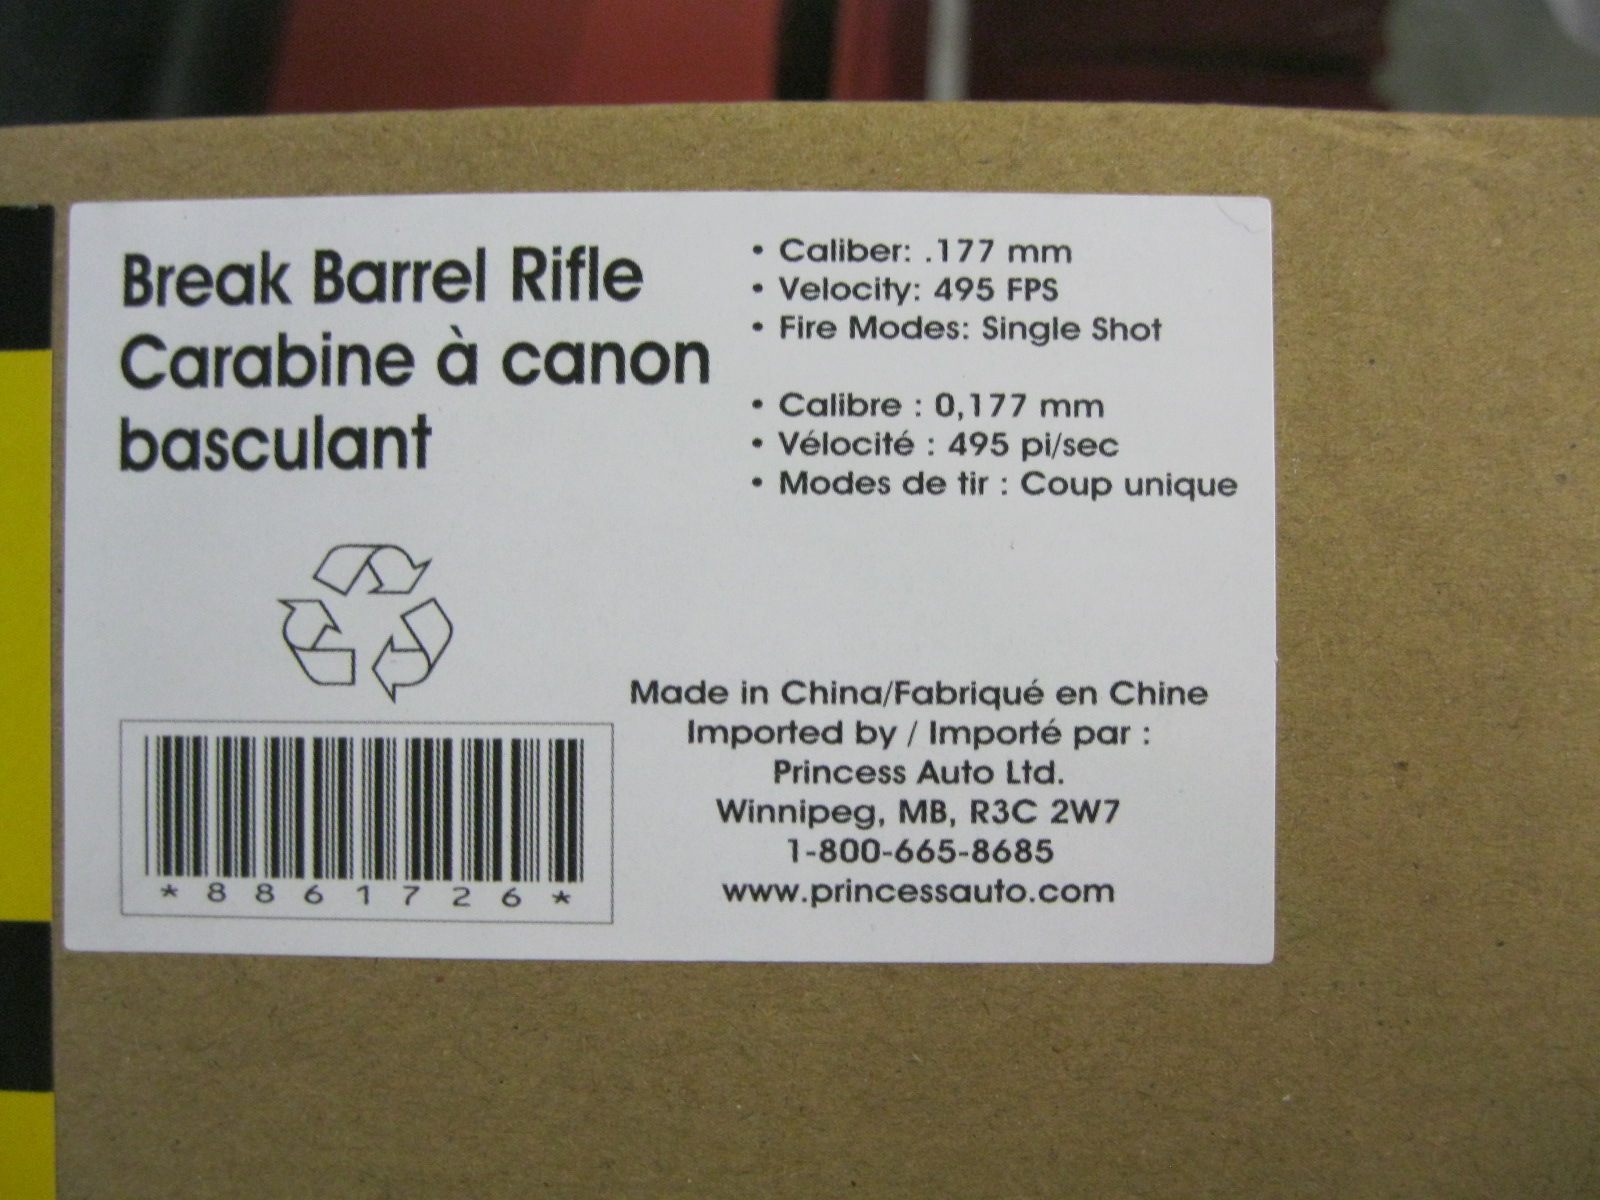 Break Barrel Rifle
Carabine à canon
basculant
• Caliber: .177 mm
• Velocity: 495 FPS
• Fire Modes: Single Shot
• Calibre : 0,177 mm
• Vélocité : 495 pi/sec
• Modes de tir : Coup unique
Made in China/Fabriqué en Chine
Imported by / Importé par :
Princess Auto Ltd.
Winnipeg, MB, R3C 2W7
1-800-665-8685
www.princessauto.com
* 8 8 6 1 7 2 6 *